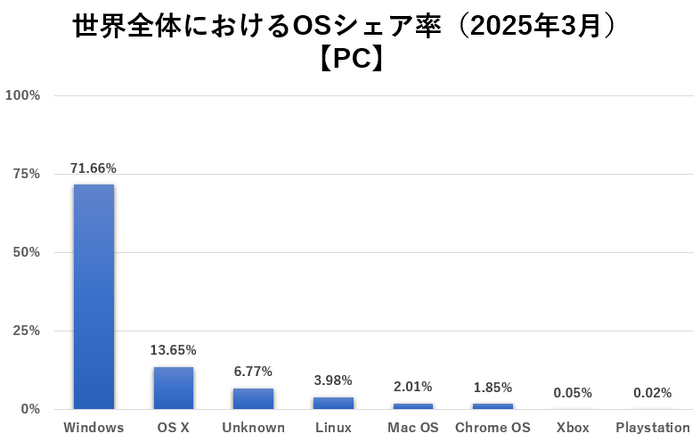 世界全体におけるOSシェア率（2025年3月）
【PC】
100%
75%
50%
25%
0%
71.66%
13.65%
6.77%
3.98%
2.01%
1.85%
0.05%
0.02%
Windows
OS X
Unknown
Linux
Mac OS
Chrome OS
Xbox
Playstation